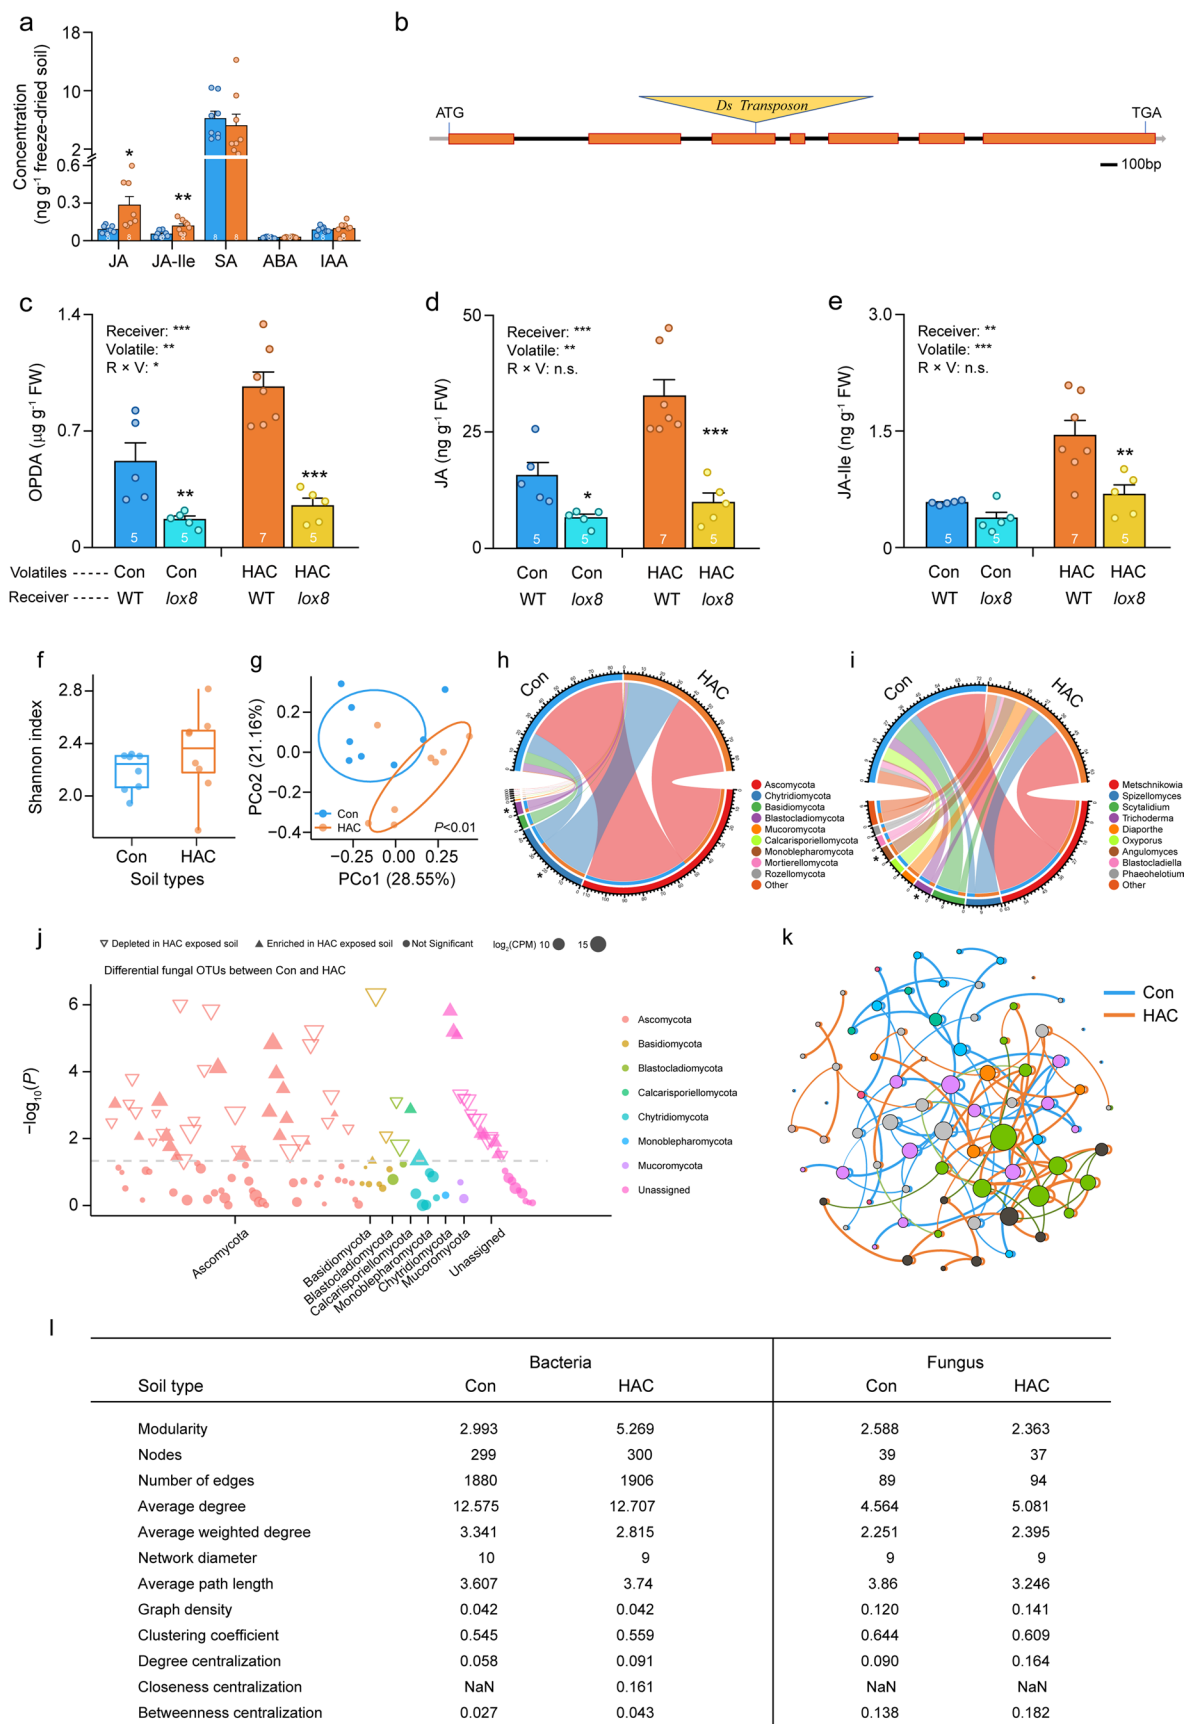 a
Concentration
(ng g⁻¹ freeze-dried soil)
18
10
2
0.6
0.3
0
*
**
8 8 8 8
JA JA-Ile SA ABA IAA
b
Ds Transposon
ATG
TGA
100bp
c
OPDA (μg g⁻¹ FW)
1.4
0.7
0
Receiver: ***
Volatile: **
R × V: *
**
***
5 5 7 5
Volatiles ----- Con Con HAC HAC
Receiver ----- WT lox8 WT lox8
d
JA (ng g⁻¹ FW)
50
25
0
Receiver: ***
Volatile: **
R × V: n.s.
*
***
5 5 7 5
Con Con HAC HAC
WT lox8 WT lox8
e
JA-Ile (ng g⁻¹ FW)
3.0
1.5
0
Receiver: **
Volatile: ***
R × V: n.s.
**
5 5 7 5
Con Con HAC HAC
WT lox8 WT lox8
f
Shannon index
2.8
2.4
2.0
Con HAC
Soil types
g
PCo2 (21.16%)
0.2
0.0
−0.2
−0.4
Con
HAC
P<0.01
−0.25 0.00 0.25
PCo1 (28.55%)
h
Con
HAC
*
*
Ascomycota
Chytridiomycota
Basidiomycota
Blastocladiomycota
Mucoromycota
Calcarisporiellomycota
Monoblepharomycota
Mortierellomycota
Rozellomycota
Other
i
Con
HAC
*
*
Metschnikowia
Spizellomyces
Scytalidium
Trichoderma
Diaporthe
Oxyporus
Angulomyces
Blastocladiella
Phaeohelotium
Other
j
Depleted in HAC exposed soil Enriched in HAC exposed soil Not Significant log₂(CPM) 10 15
Differential fungal OTUs between Con and HAC
−log₁₀(P)
6
4
2
0
Ascomycota
Basidiomycota
Blastocladiomycota
Calcarisporiellomycota
Monoblepharomycota
Chytridiomycota
Mucoromycota
Unassigned
Ascomycota
Basidiomycota
Blastocladiomycota
Calcarisporiellomycota
Chytridiomycota
Monoblepharomycota
Mucoromycota
Unassigned
k
Con
HAC
l
Bacteria Fungus
Soil type Con HAC Con HAC
Modularity 2.993 5.269 2.588 2.363
Nodes 299 300 39 37
Number of edges 1880 1906 89 94
Average degree 12.575 12.707 4.564 5.081
Average weighted degree 3.341 2.815 2.251 2.395
Network diameter 10 9 9 9
Average path length 3.607 3.74 3.86 3.246
Graph density 0.042 0.042 0.120 0.141
Clustering coefficient 0.545 0.559 0.644 0.609
Degree centralization 0.058 0.091 0.090 0.164
Closeness centralization NaN 0.161 NaN NaN
Betweenness centralization 0.027 0.043 0.138 0.182